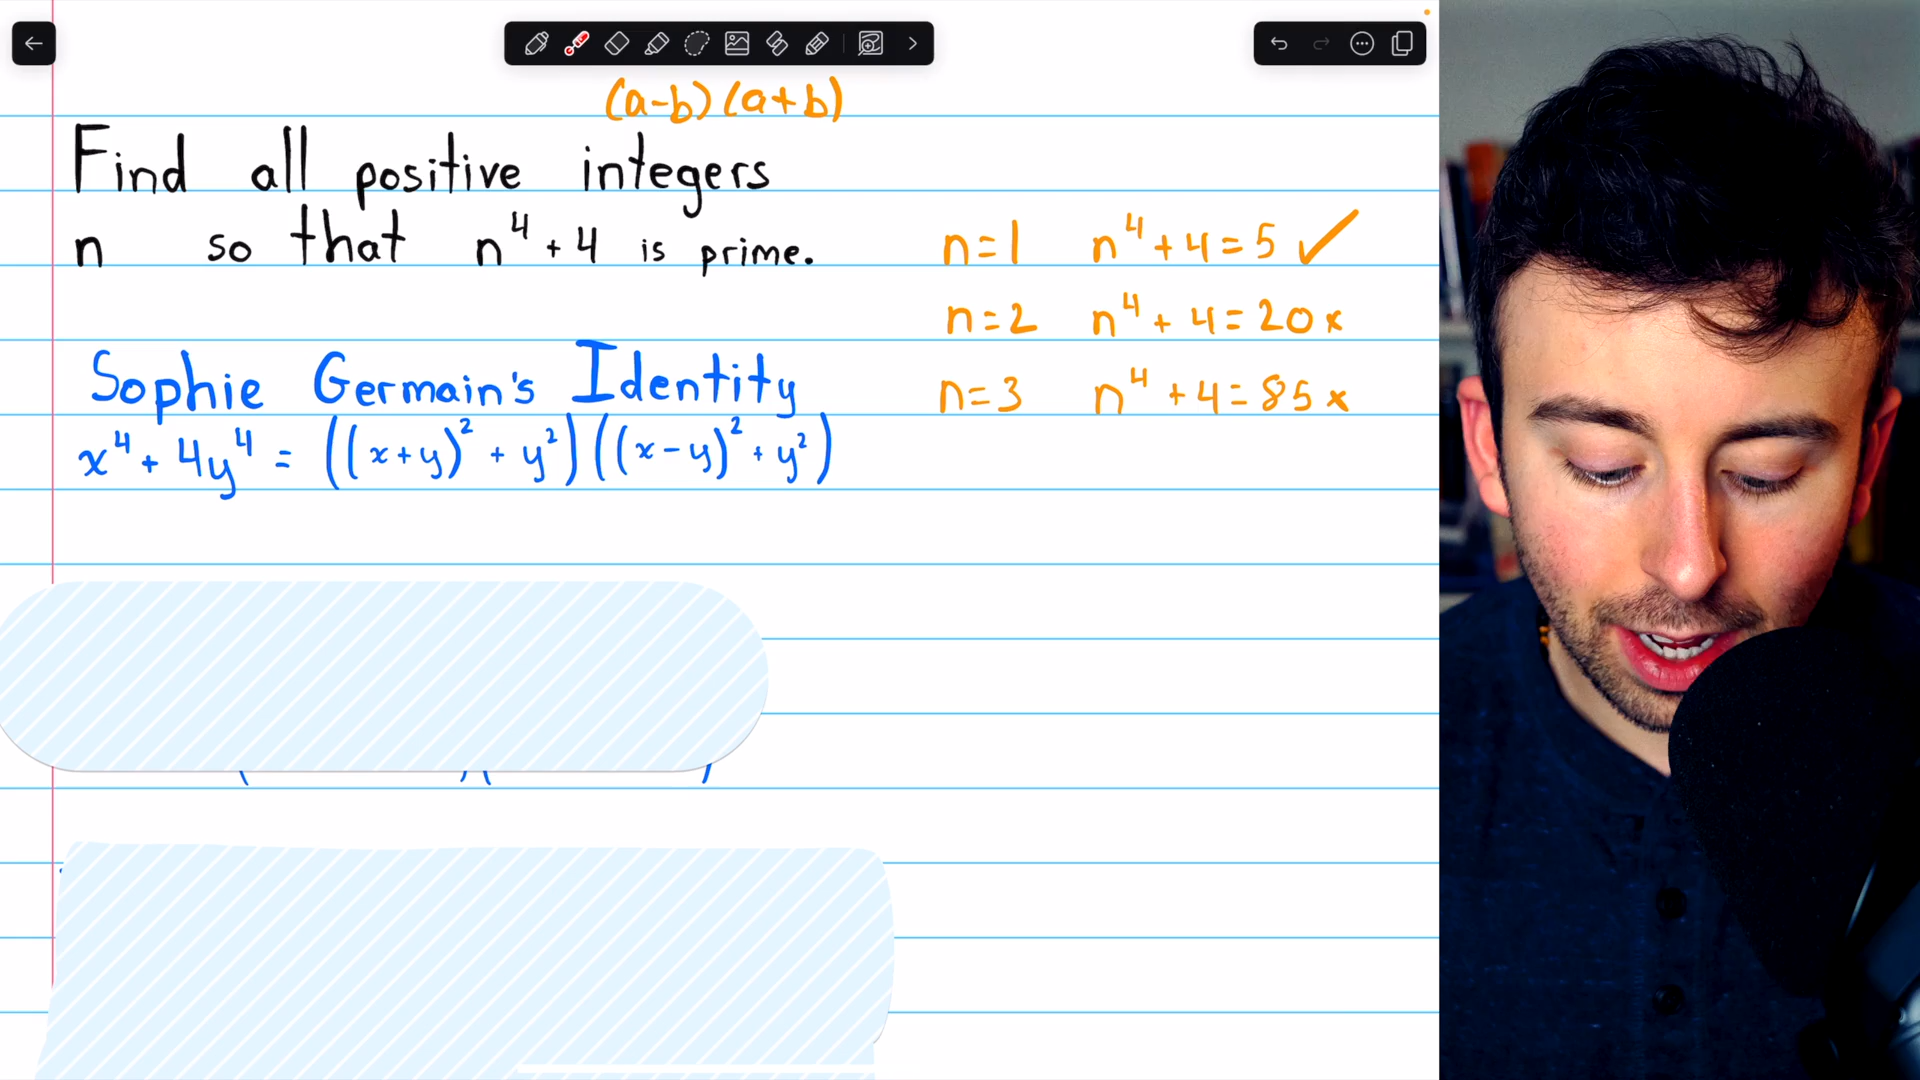 (a-b)(a+b)
Find all positive integers
n so that n⁴+4 is prime.
n=1 n⁴+4=5 ✓
n=2 n⁴+4=20 x
n=3 n⁴+4=85 x
Sophie Germain's Identity
x⁴+4y⁴ = ((x+y)²+y²)((x-y)²+y²)